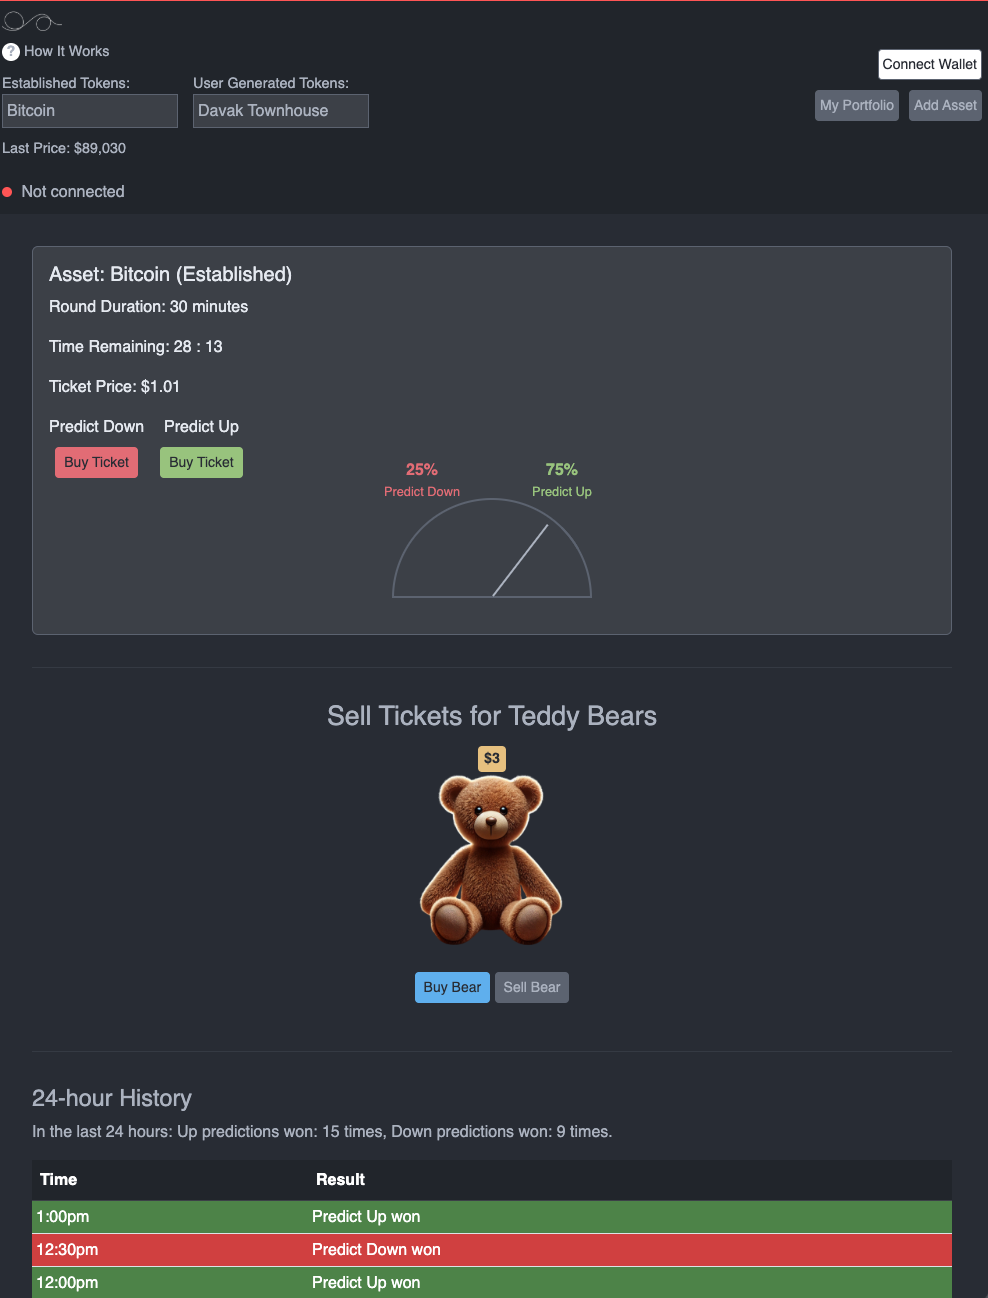 ? How It Works
Connect Wallet
Established Tokens: User Generated Tokens:
Bitcoin Davak Townhouse
My Portfolio Add Asset
Last Price: $89,030
Not connected
Asset: Bitcoin (Established)
Round Duration: 30 minutes
Time Remaining: 28 : 13
Ticket Price: $1.01
Predict Down Predict Up
Buy Ticket Buy Ticket
25% 75%
Predict Down Predict Up
Sell Tickets for Teddy Bears
$3
Buy Bear Sell Bear
24-hour History
In the last 24 hours: Up predictions won: 15 times, Down predictions won: 9 times.
Time Result
1:00pm Predict Up won
12:30pm Predict Down won
12:00pm Predict Up won